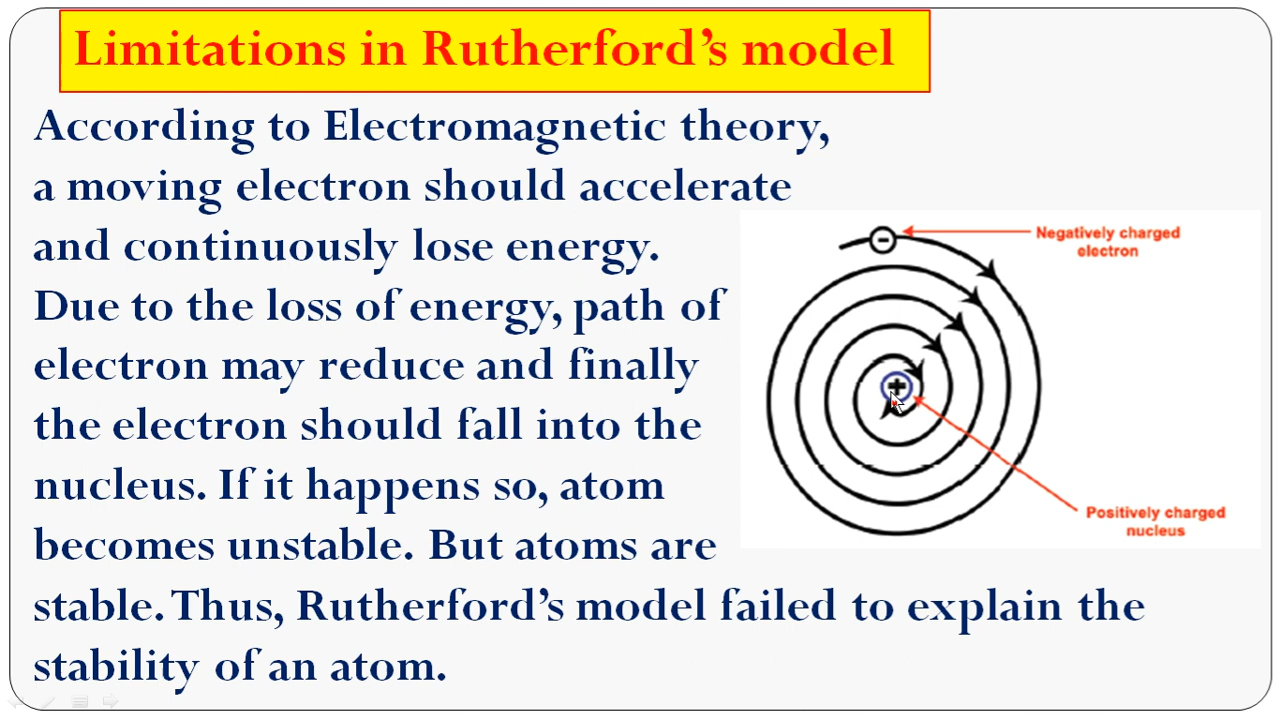 Limitations in Rutherford's model
According to Electromagnetic theory,
a moving electron should accelerate
and continuously lose energy.
Due to the loss of energy, path of
electron may reduce and finally
the electron should fall into the
nucleus. If it happens so, atom
becomes unstable. But atoms are
stable. Thus, Rutherford's model failed to explain the
stability of an atom.
−
Negatively charged
electron
+
Positively charged
nucleus